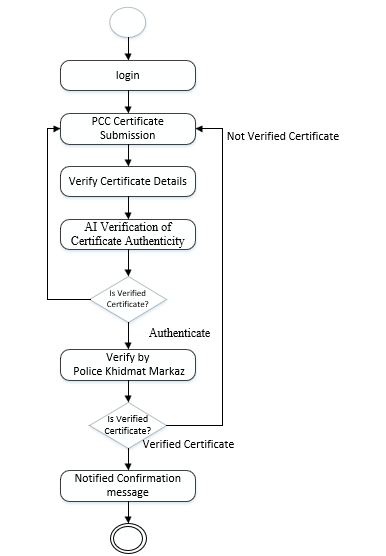 login
PCC Certificate
Submission
Not Verified Certificate
Verify Certificate Details
AI Verification of
Certificate Authenticity
Is Verified
Certificate?
Authenticate
Verify by
Police Khidmat Markaz
Is Verified
Certificate?
Verified Certificate
Notified Confirmation
message